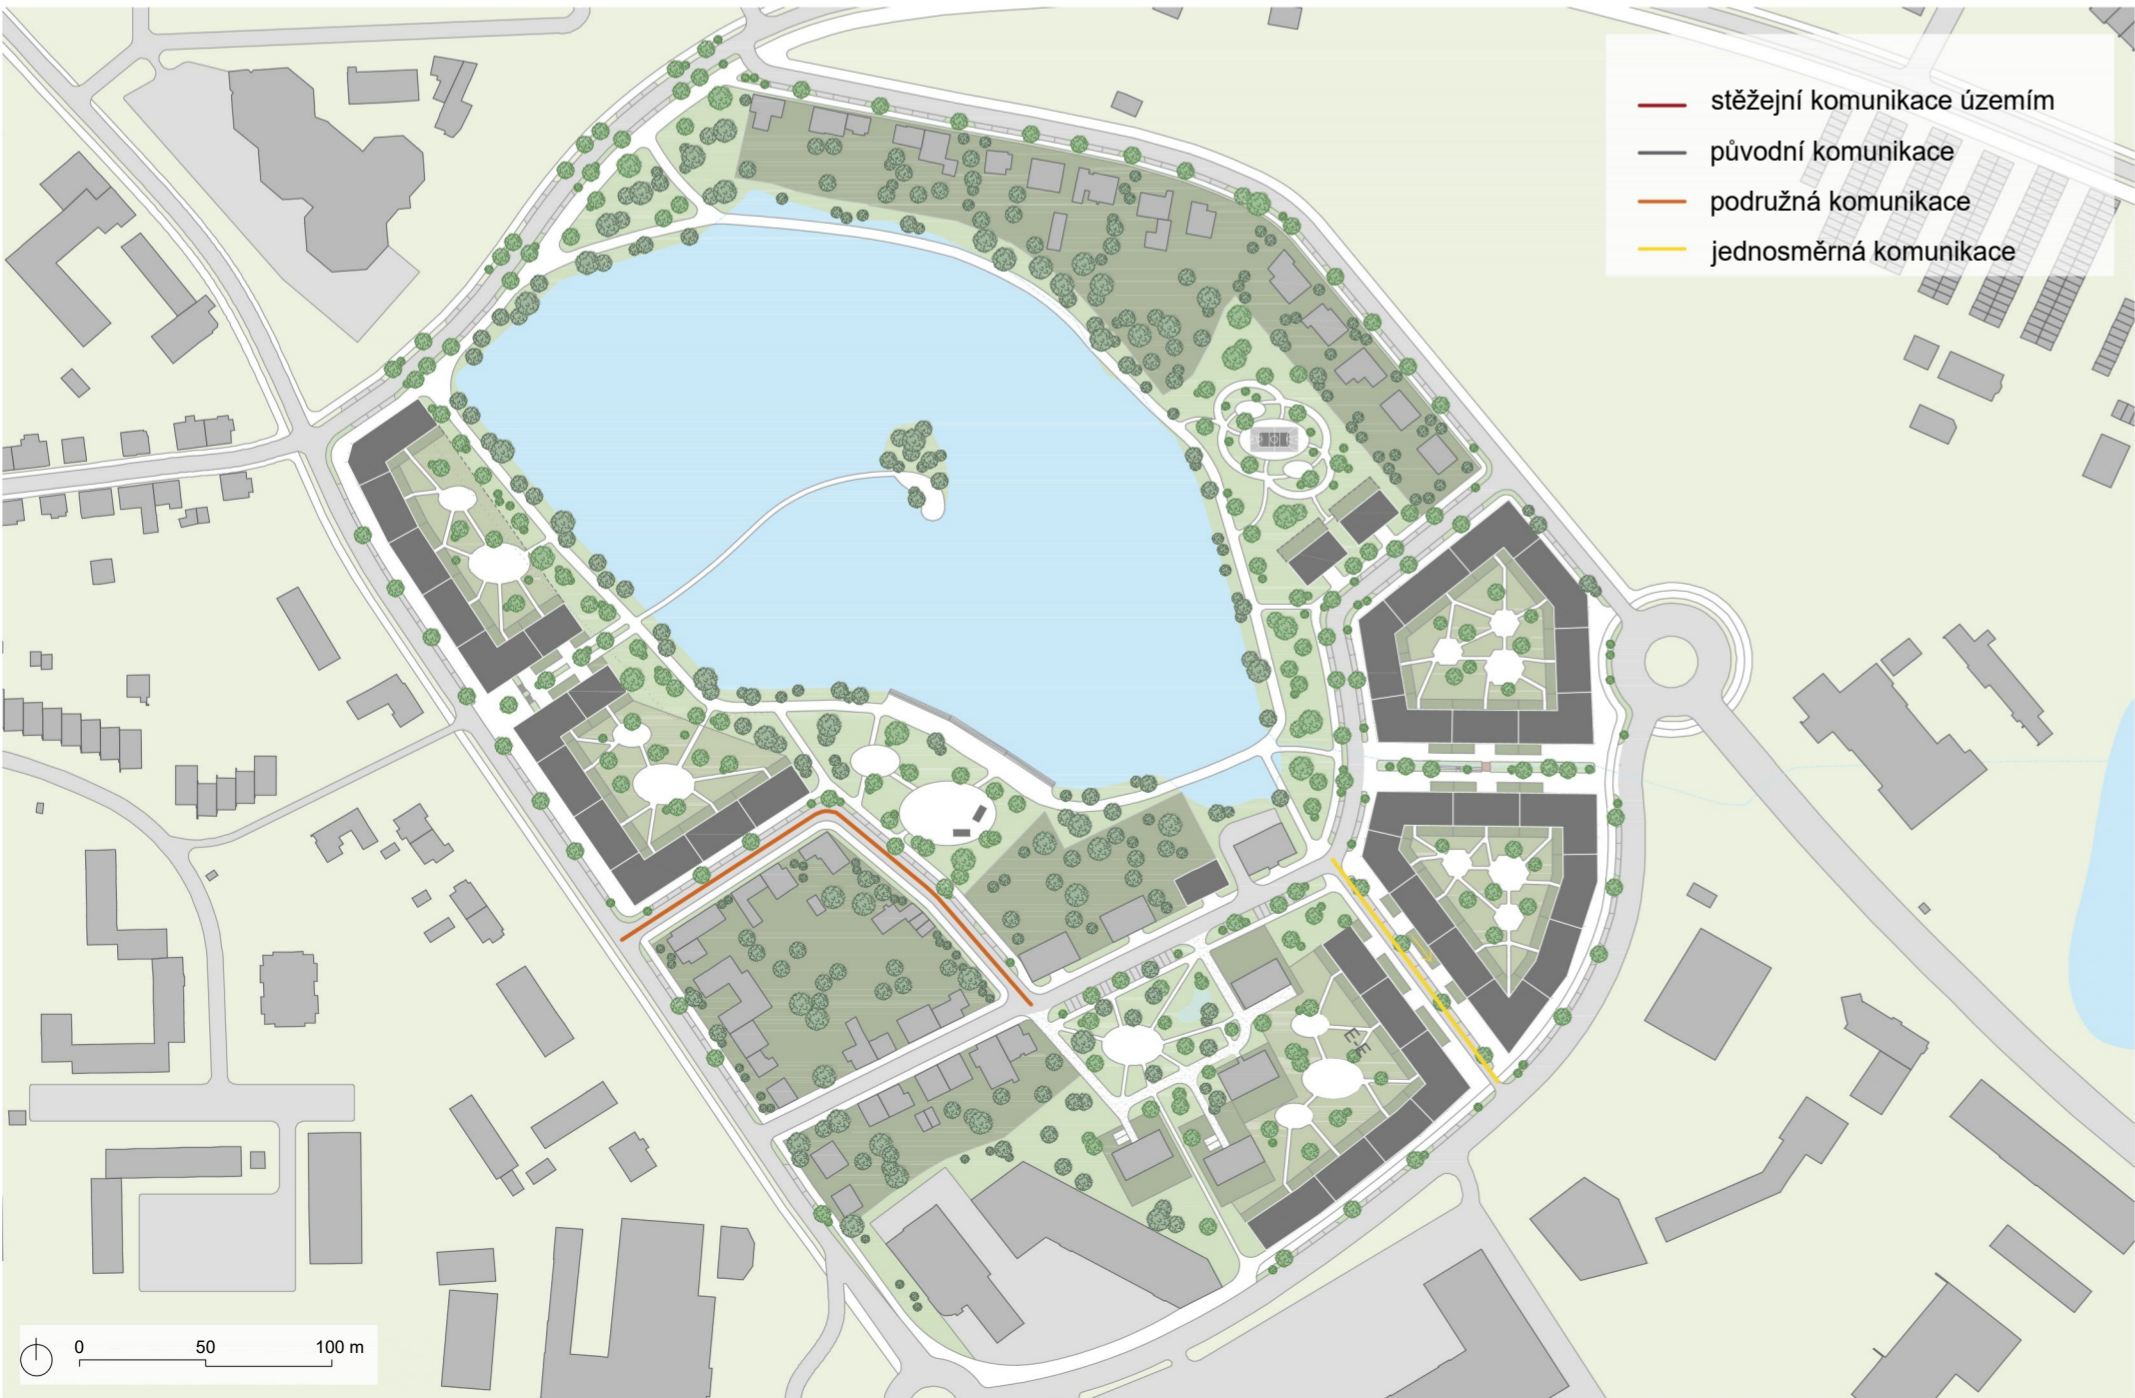 stěžejní komunikace územím
původní komunikace
podružná komunikace
jednosměrná komunikace
E-E'
0 50 100 m